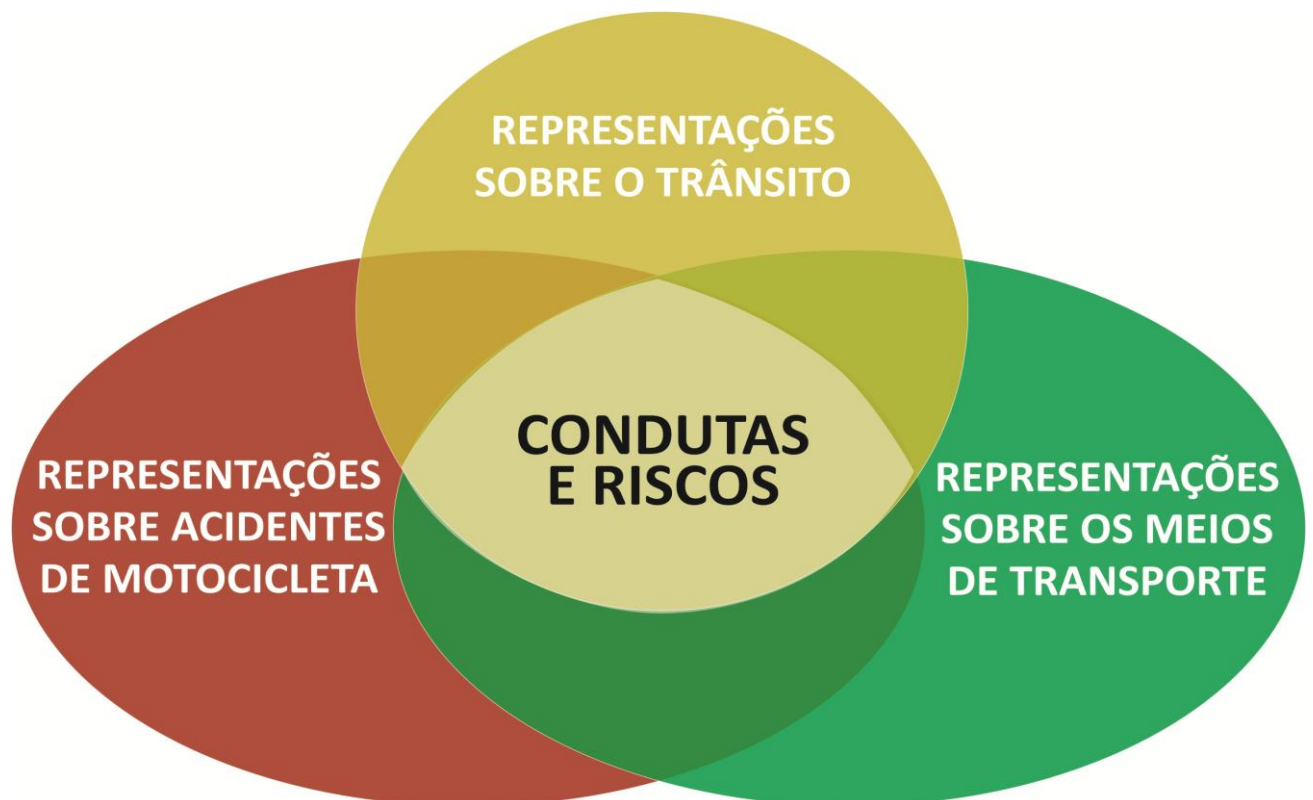 REPRESENTAÇÕES
SOBRE O TRÂNSITO
CONDUTAS
E RISCOS
REPRESENTAÇÕES
SOBRE ACIDENTES
DE MOTOCICLETA
REPRESENTAÇÕES
SOBRE OS MEIOS
DE TRANSPORTE